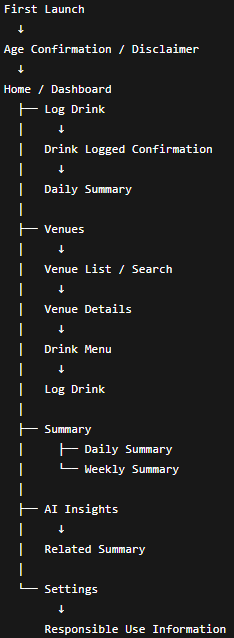 First Launch
↓
Age Confirmation / Disclaimer
↓
Home / Dashboard
├── Log Drink
│ ↓
│ Drink Logged Confirmation
│ ↓
│ Daily Summary
│
├── Venues
│ ↓
│ Venue List / Search
│ ↓
│ Venue Details
│ ↓
│ Drink Menu
│ ↓
│ Log Drink
│
├── Summary
│ ├── Daily Summary
│ └── Weekly Summary
│
├── AI Insights
│ ↓
│ Related Summary
│
└── Settings
↓
Responsible Use Information